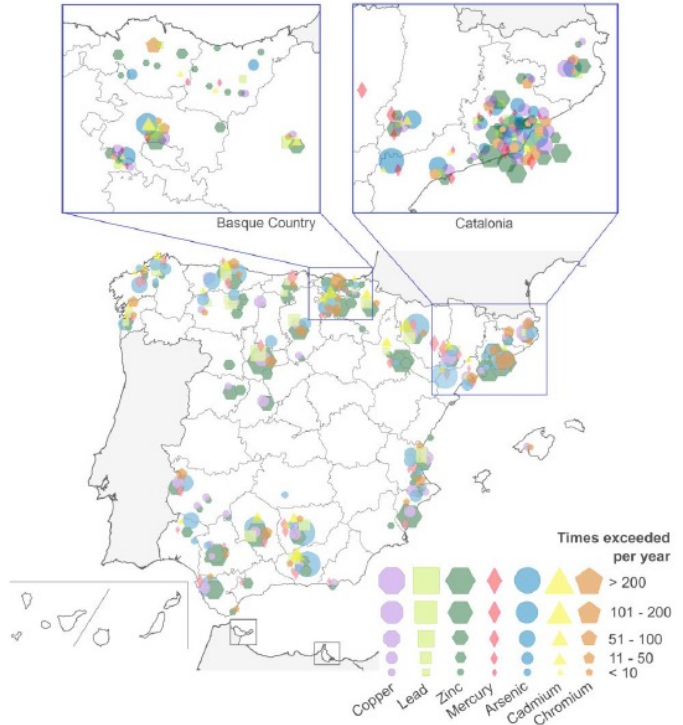 Basque Country
Catalonia
Times exceeded
per year
> 200
101 - 200
51 - 100
11 - 50
< 10
Copper
Lead
Zinc
Mercury
Arsenic
Cadmium
Chromium